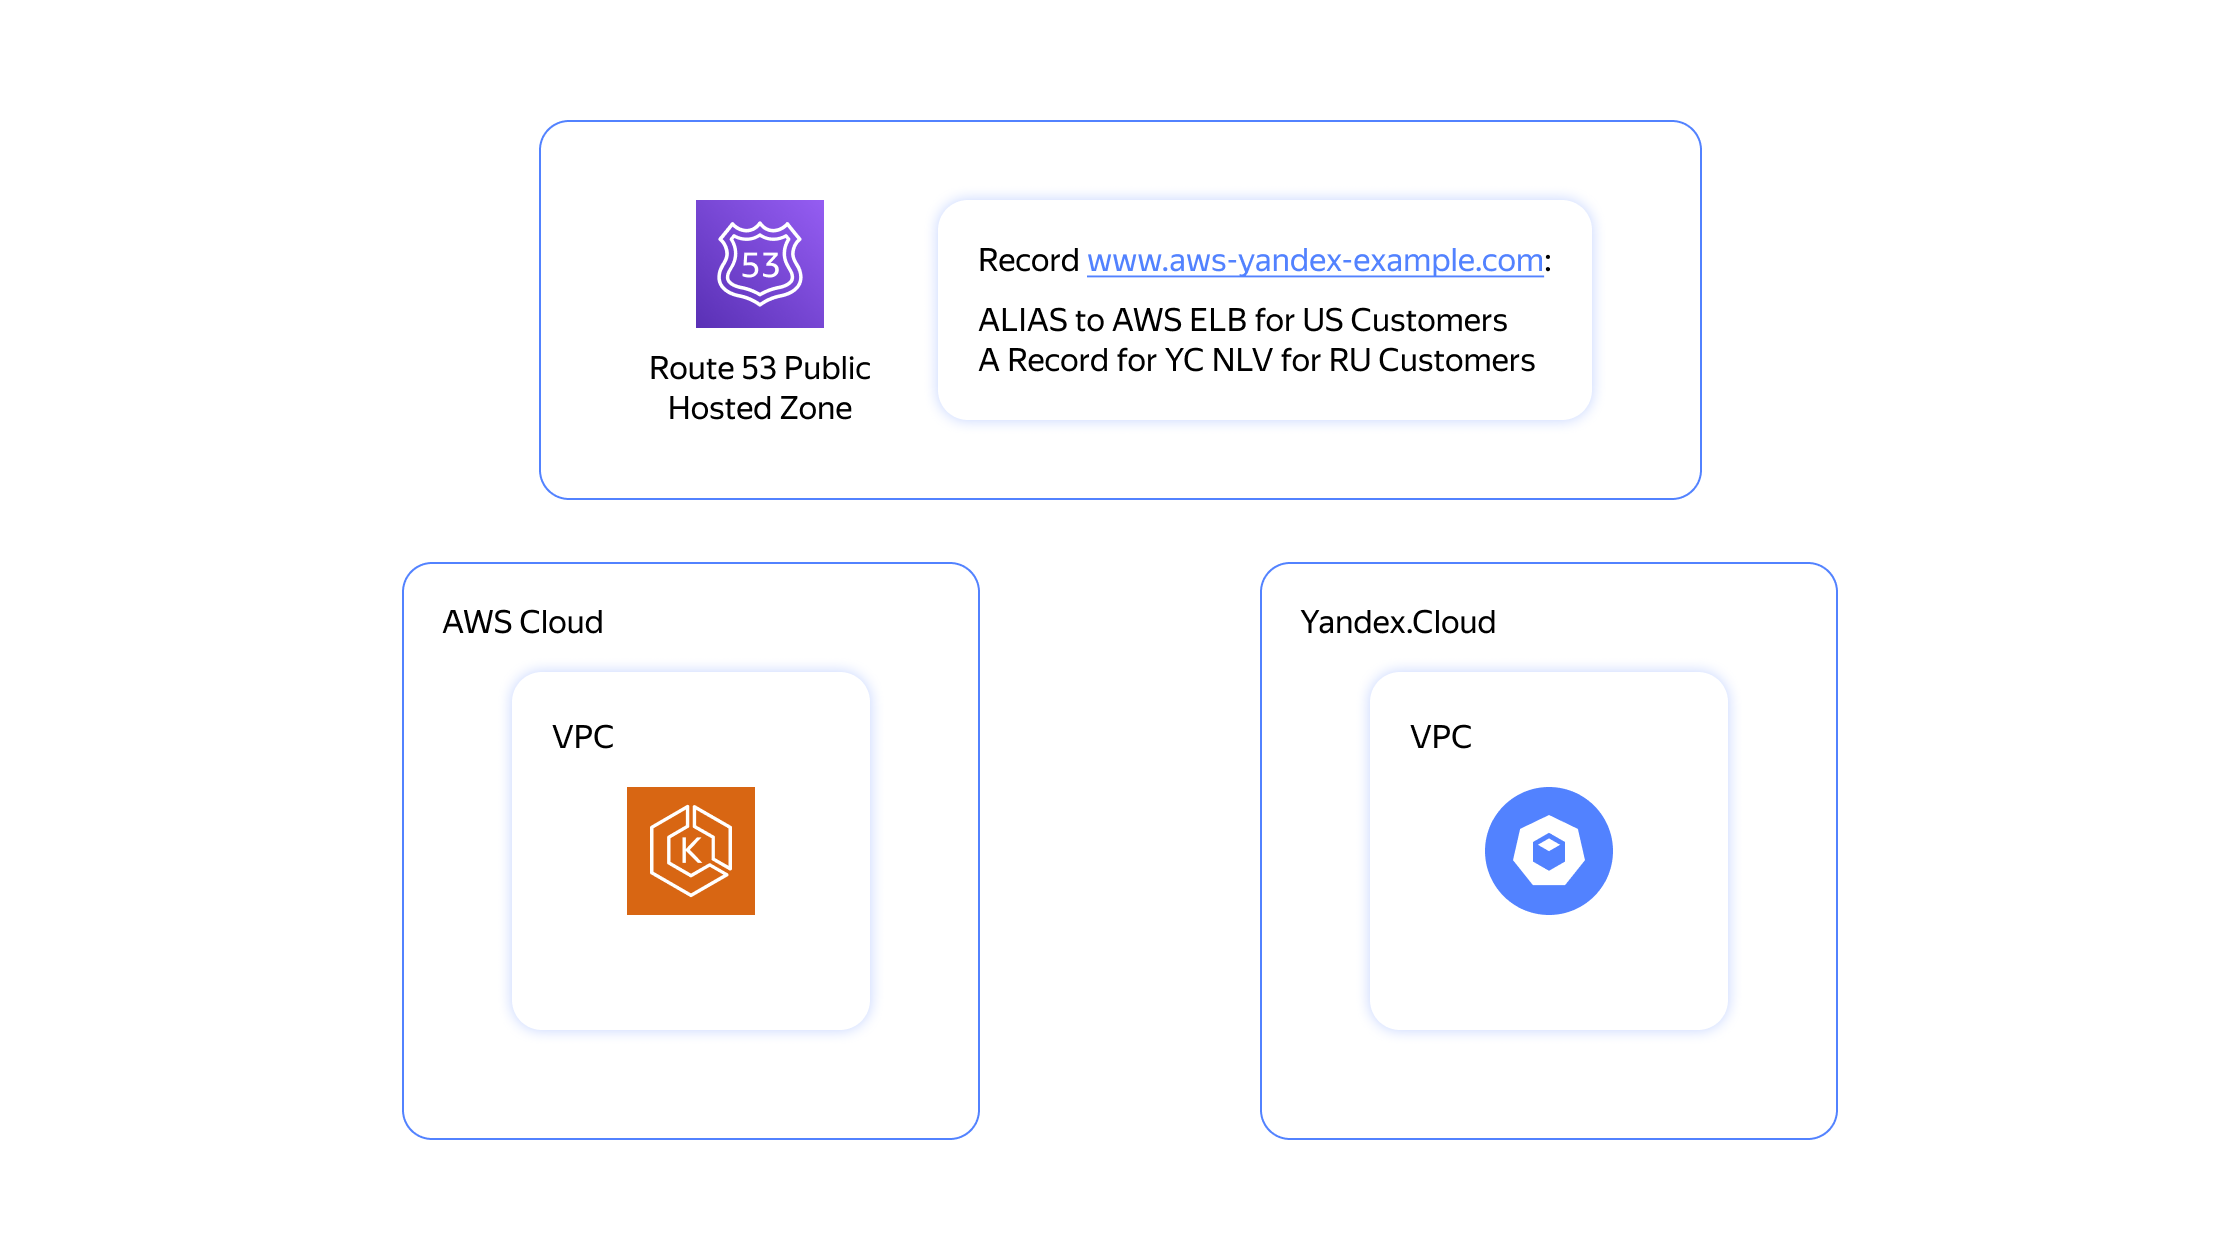 53
Route 53 Public
Hosted Zone
Record www.aws-yandex-example.com:
ALIAS to AWS ELB for US Customers
A Record for YC NLV for RU Customers
AWS Cloud
VPC
K
Yandex.Cloud
VPC